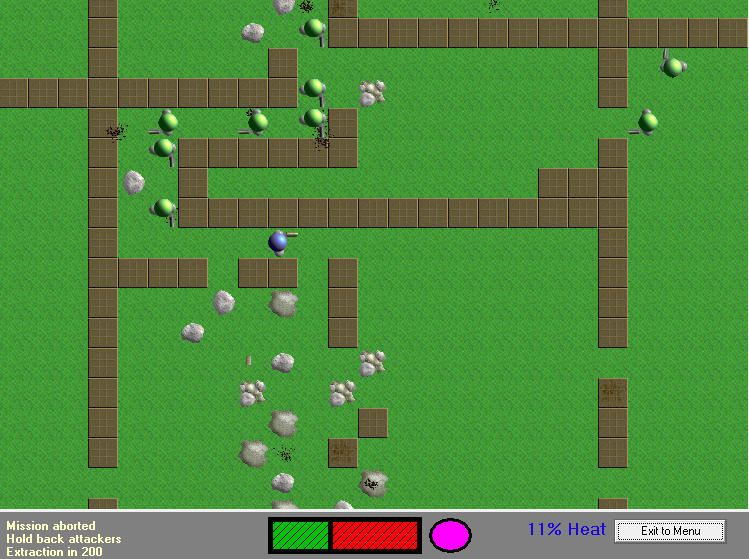 Mission aborted
Hold back attackers
Extraction in 200
11% Heat
Exit to Menu